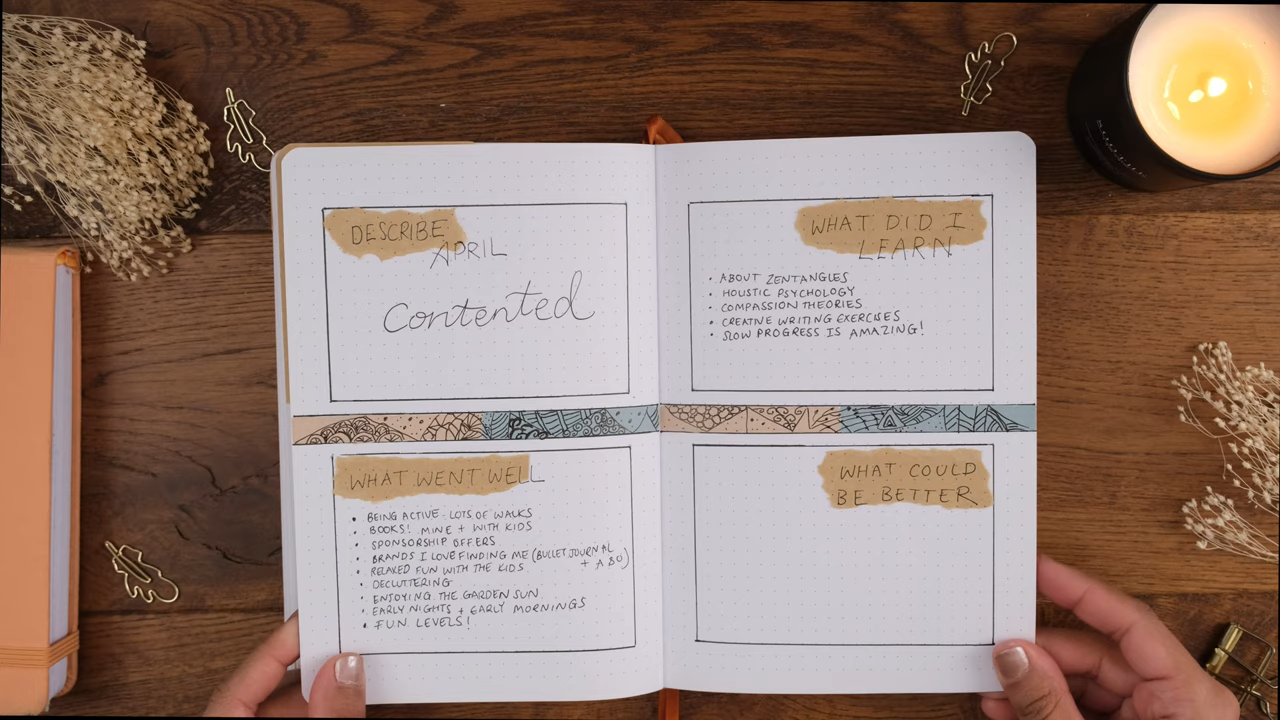 DESCRIBE
APRIL
Contented
WHAT WENT WELL
• BEING ACTIVE. LOTS OF WALKS
• BOOKS! MINE + WITH KIDS
• SPONSORSHIP OFFERS
• BRANDS I LOVE FINDING ME (BULLET JOURNAL
+ ABO)
• RELAXED FUN WITH THE KIDS
• DECLUTTERING
• ENJOYING THE GARDEN SUN
• EARLY NIGHTS + EARLY MORNINGS
• FUN LEVELS!
WHAT DID I
LEARN
• ABOUT ZENTANGLES
• HOLISTIC PSYCHOLOGY
• COMPASSION THEORIES
• CREATIVE WRITING EXERCISES
• SLOW PROGRESS IS AMAZING!
WHAT COULD
BE BETTER